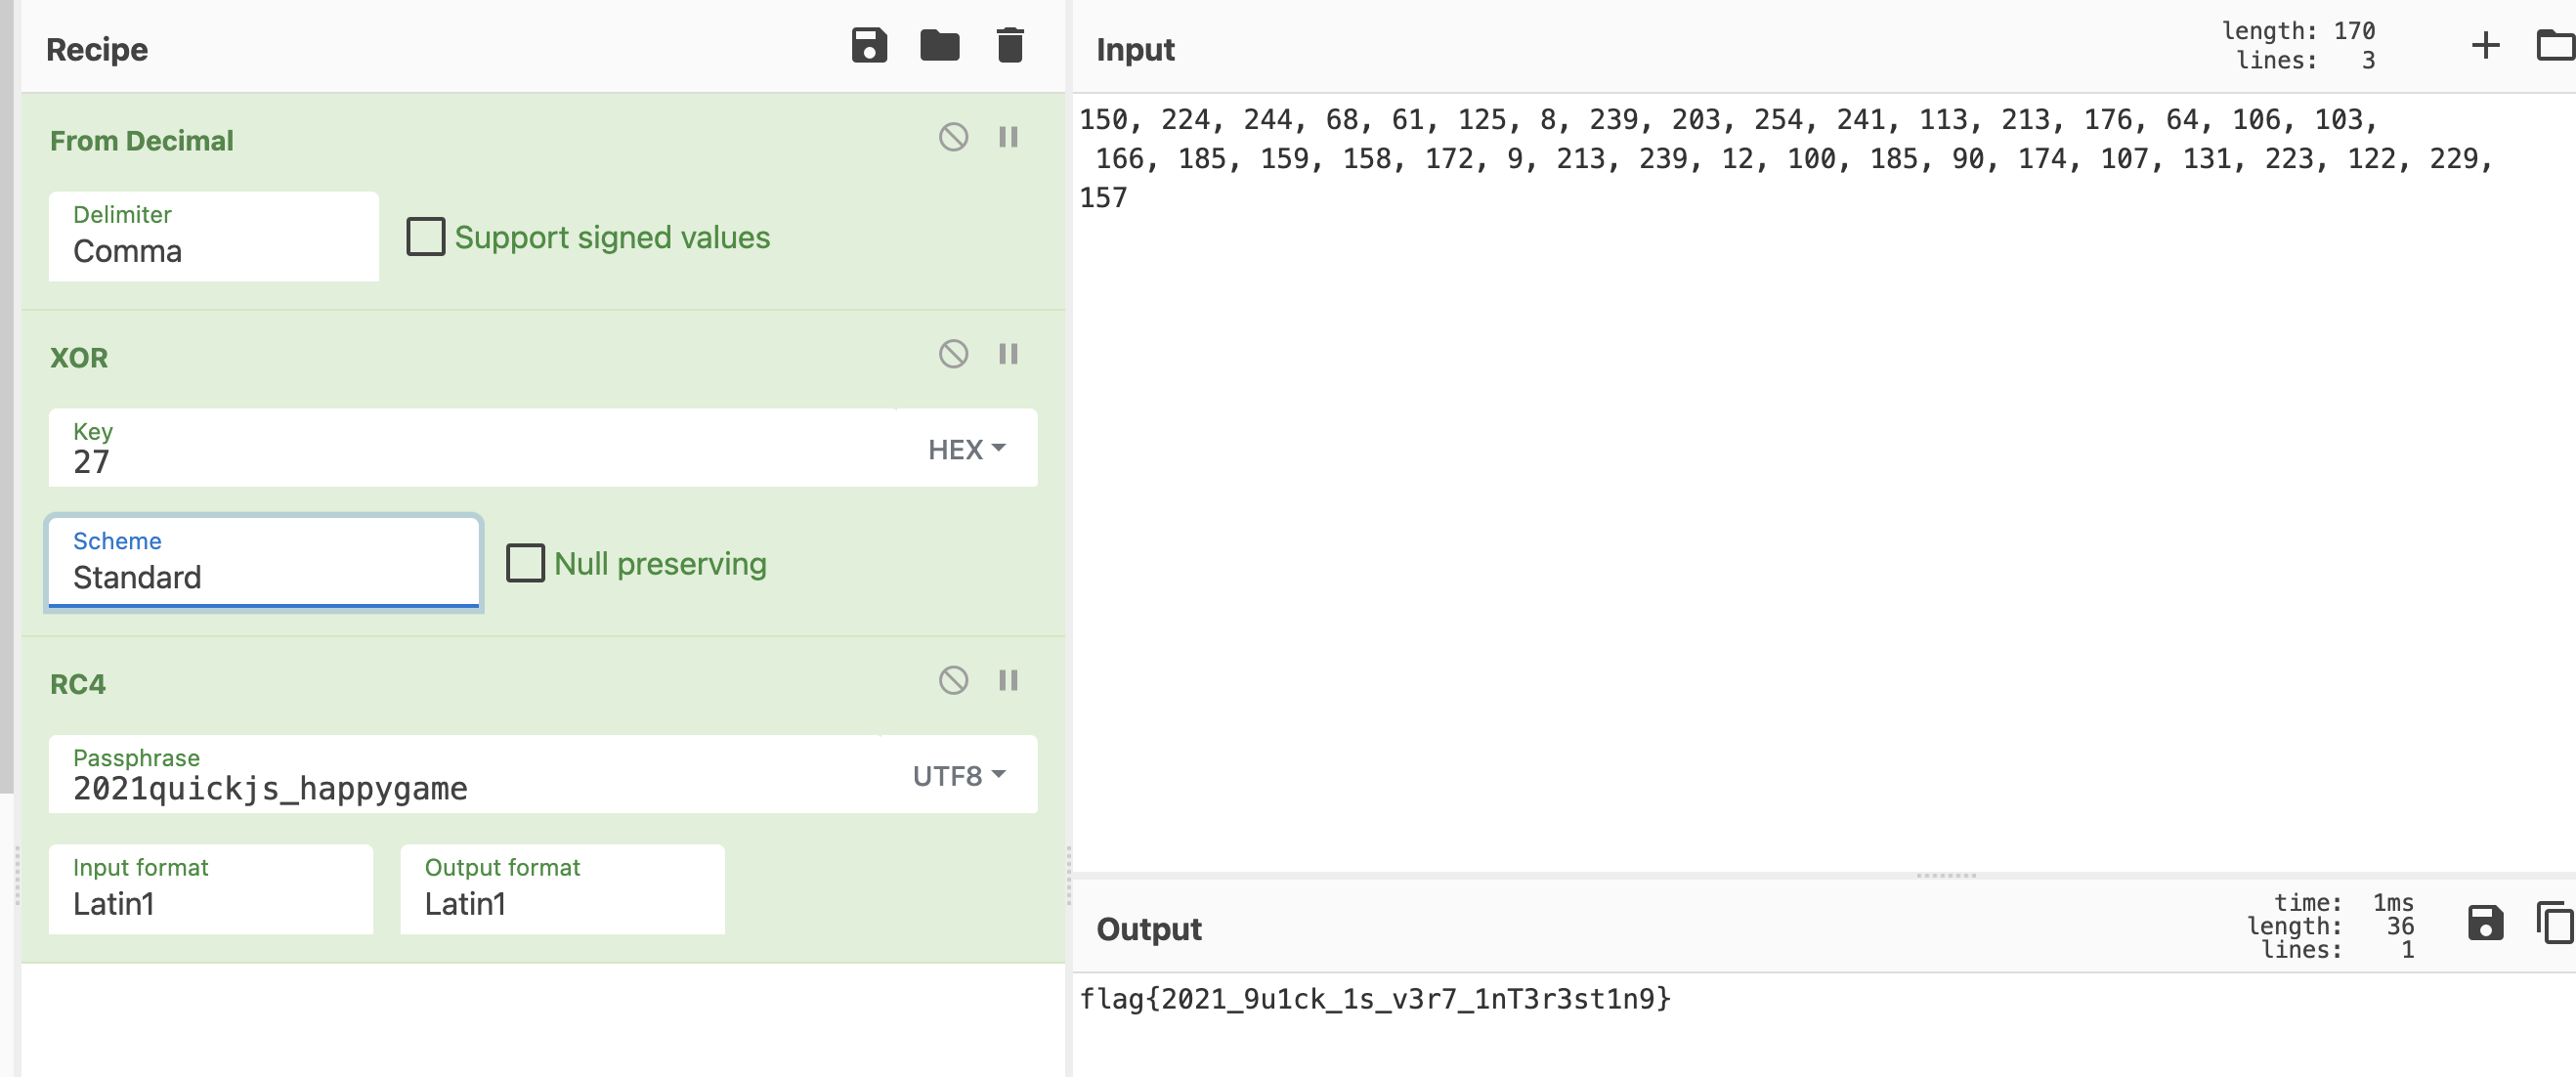 Recipe
From Decimal
Delimiter
Comma
Support signed values
XOR
Key
27
HEX
Scheme
Standard
Null preserving
RC4
Passphrase
2021quickjs_happygame
UTF8
Input format
Latin1
Output format
Latin1
Input
length: 170
lines: 3
150, 224, 244, 68, 61, 125, 8, 239, 203, 254, 241, 113, 213, 176, 64, 106, 103,
166, 185, 159, 158, 172, 9, 213, 239, 12, 100, 185, 90, 174, 107, 131, 223, 122, 229,
157
Output
time: 1ms
length: 36
lines: 1
flag{2021_9u1ck_1s_v3r7_1nT3r3st1n9}